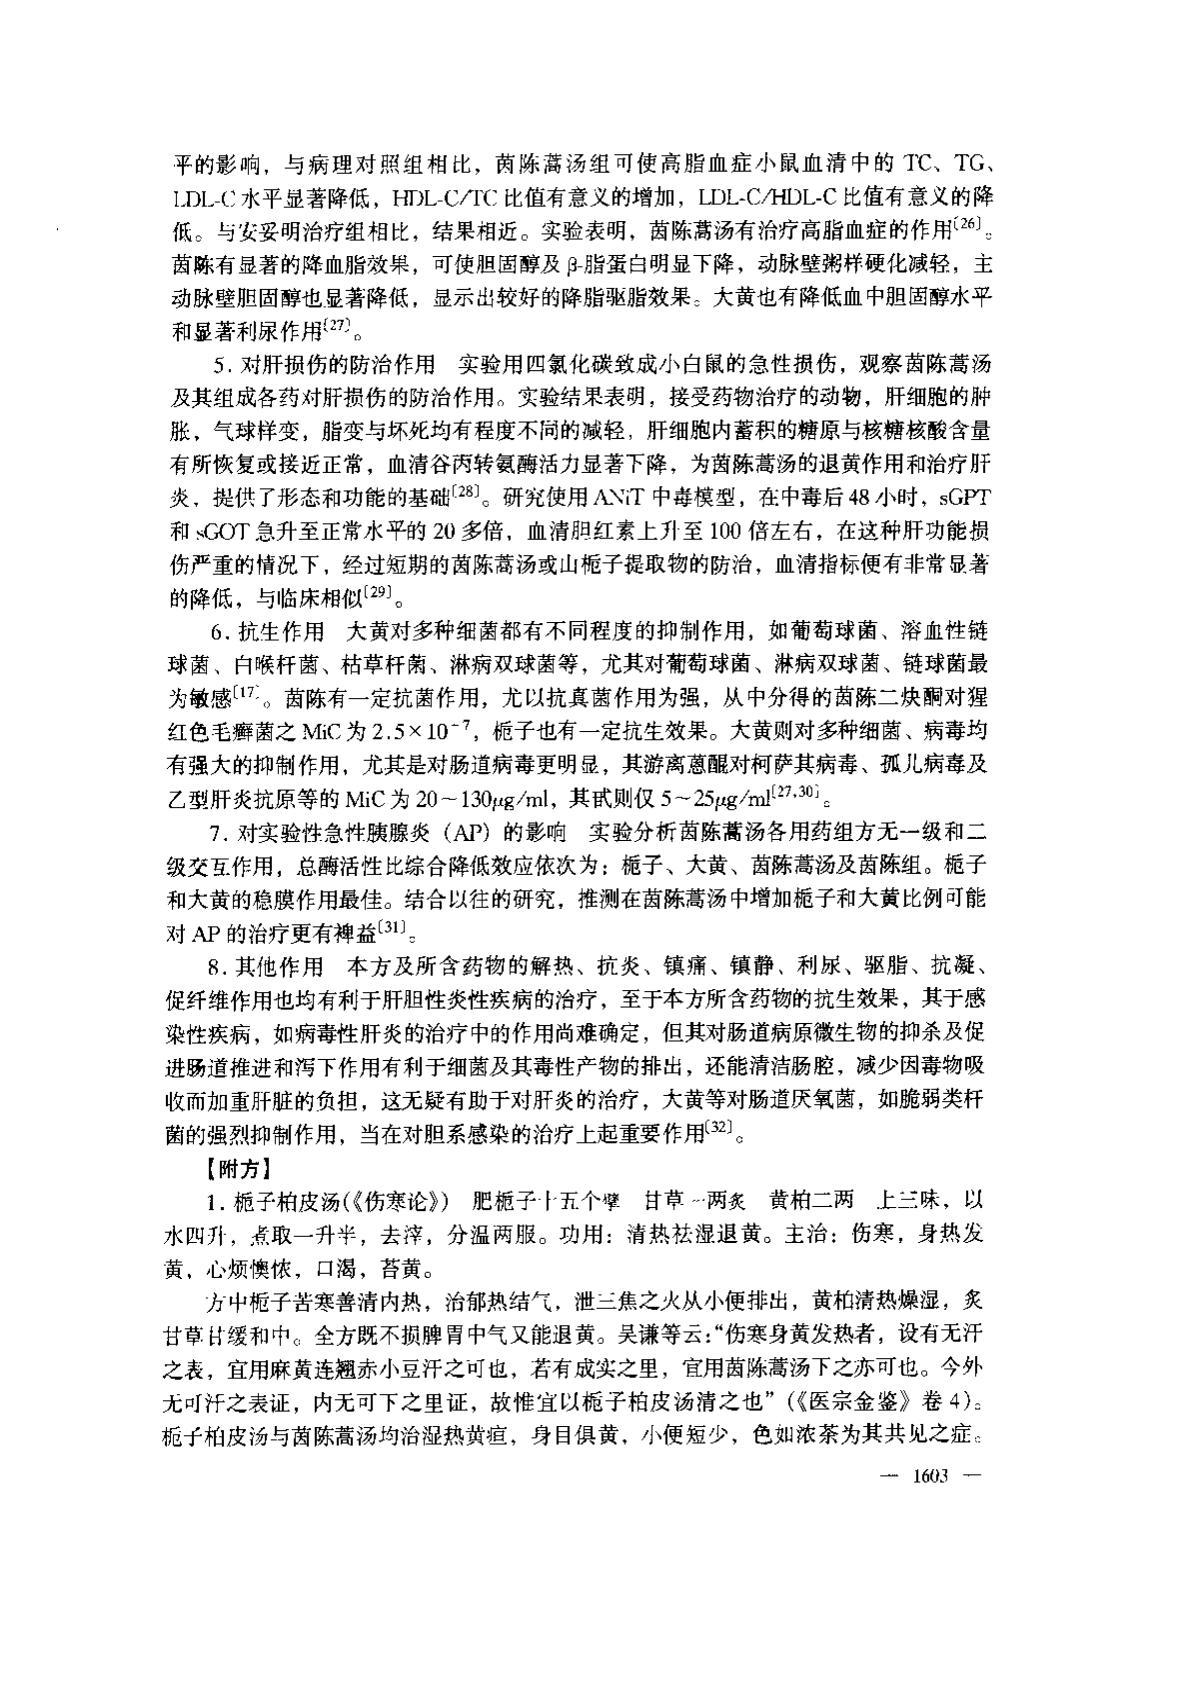 平的影响，与病理对照组相比，茵陈蒿汤组可使高脂血症小鼠血清中的 TC、TG、
LDL-C 水平显著降低，HDL-C/TC 比值有意义的增加，LDL-C/HDL-C 比值有意义的降
低。与安妥明治疗组相比，结果相近。实验表明，茵陈蒿汤有治疗高脂血症的作用〔26〕。
茵陈有显著的降血脂效果，可使胆固醇及 β-脂蛋白明显下降，动脉壁粥样硬化减轻，主
动脉壁胆固醇也显著降低，显示出较好的降脂驱脂效果。大黄也有降低血中胆固醇水平
和显著利尿作用〔27〕。
5. 对肝损伤的防治作用　实验用四氯化碳致成小白鼠的急性损伤，观察茵陈蒿汤
及其组成各药对肝损伤的防治作用。实验结果表明，接受药物治疗的动物，肝细胞的肿
胀，气球样变，脂变与坏死均有程度不同的减轻，肝细胞内蓄积的糖原与核糖核酸含量
有所恢复或接近正常，血清谷丙转氨酶活力显著下降，为茵陈蒿汤的退黄作用和治疗肝
炎，提供了形态和功能的基础〔28〕。研究使用 ANiT 中毒模型，在中毒后 48 小时，sGPT
和 sGOT 急升至正常水平的 20 多倍，血清胆红素上升至 100 倍左右，在这种肝功能损
伤严重的情况下，经过短期的茵陈蒿汤或山栀子提取物的防治，血清指标便有非常显著
的降低，与临床相似〔29〕。
6. 抗生作用　大黄对多种细菌都有不同程度的抑制作用，如葡萄球菌、溶血性链
球菌、白喉杆菌、枯草杆菌、淋病双球菌等，尤其对葡萄球菌、淋病双球菌、链球菌最
为敏感〔17〕。茵陈有一定抗菌作用，尤以抗真菌作用为强，从中分得的茵陈二炔酮对猩
红色毛癣菌之 MiC 为 2.5×10⁻⁷，栀子也有一定抗生效果。大黄则对多种细菌、病毒均
有强大的抑制作用，尤其是对肠道病毒更明显，其游离蒽醌对柯萨其病毒、孤儿病毒及
乙型肝炎抗原等的 MiC 为 20～130μg/ml，其甙则仅 5～25μg/ml〔27,30〕。
7. 对实验性急性胰腺炎（AP）的影响　实验分析茵陈蒿汤各用药组方无一级和二
级交互作用，总酶活性比综合降低效应依次为：栀子、大黄、茵陈蒿汤及茵陈组。栀子
和大黄的稳膜作用最佳。结合以往的研究，推测在茵陈蒿汤中增加栀子和大黄比例可能
对 AP 的治疗更有裨益〔31〕。
8. 其他作用　本方及所含药物的解热、抗炎、镇痛、镇静、利尿、驱脂、抗凝、
促纤维作用也均有利于肝胆性炎性疾病的治疗，至于本方所含药物的抗生效果，其于感
染性疾病，如病毒性肝炎的治疗中的作用尚难确定，但其对肠道病原微生物的抑杀及促
进肠道推进和泻下作用有利于细菌及其毒性产物的排出，还能清洁肠腔，减少因毒物吸
收而加重肝脏的负担，这无疑有助于对肝炎的治疗，大黄等对肠道厌氧菌，如脆弱类杆
菌的强烈抑制作用，当在对胆系感染的治疗上起重要作用〔32〕。
【附方】
1. 栀子柏皮汤(《伤寒论》)　肥栀子十五个擘　甘草一两炙　黄柏二两　上三味，以
水四升，煮取一升半，去滓，分温两服。功用：清热祛湿退黄。主治：伤寒，身热发
黄，心烦懊侬，口渴，苔黄。
方中栀子苦寒善清内热，治郁热结气，泄三焦之火从小便排出，黄柏清热燥湿，炙
甘草甘缓和中。全方既不损脾胃中气又能退黄。吴谦等云：“伤寒身黄发热者，设有无汗
之表，宜用麻黄连翘赤小豆汗之可也，若有成实之里，宜用茵陈蒿汤下之亦可也。今外
无可汗之表证，内无可下之里证，故惟宜以栀子柏皮汤清之也”(《医宗金鉴》卷 4)。
栀子柏皮汤与茵陈蒿汤均治湿热黄疸，身目俱黄，小便短少，色如浓茶为其共见之症。
— 1603 —